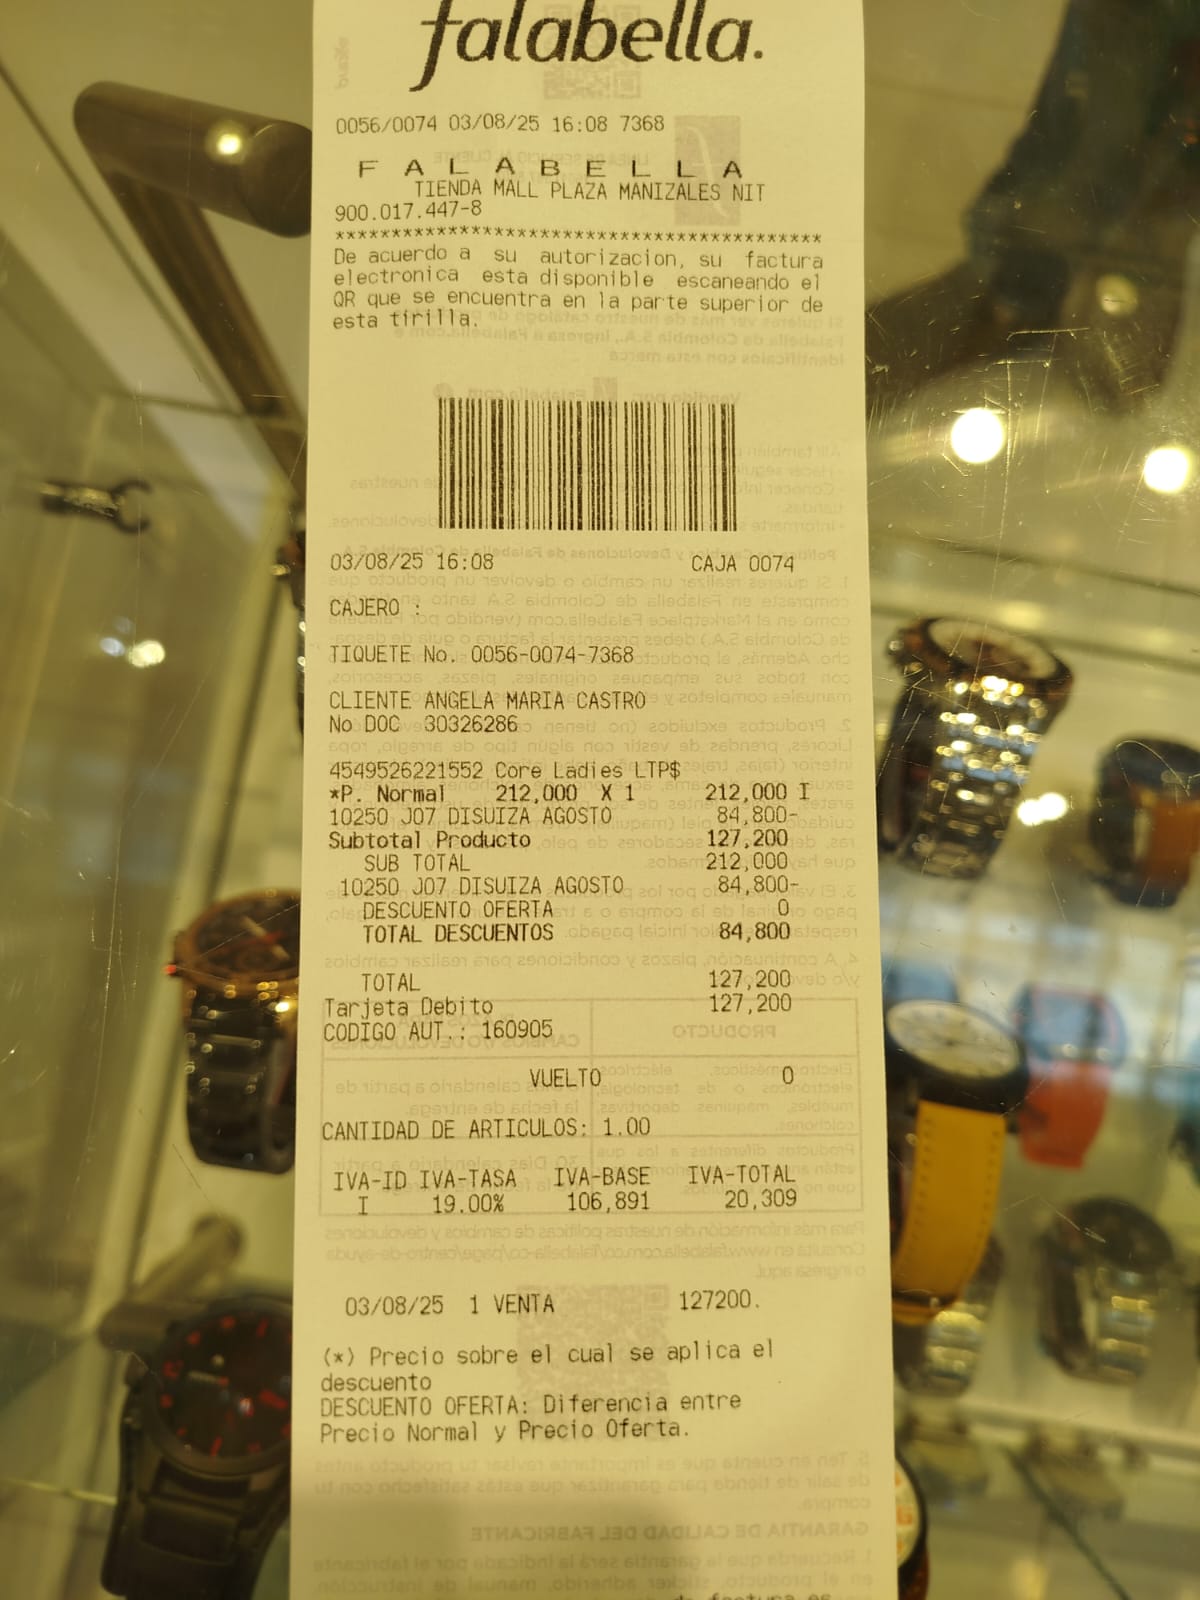 falabella.
0056/0074 03/08/25 16:08 7368
F A L A B E L L A
TIENDA MALL PLAZA MANIZALES NIT
900.017.447-8
*******************************************
De acuerdo a su autorizacion, su factura
electronica esta disponible escaneando el
QR que se encuentra en la parte superior de
esta tirilla.
03/08/25 16:08 CAJA 0074
CAJERO :
TIQUETE No. 0056-0074-7368
CLIENTE ANGELA MARIA CASTRO
No DOC 30326286
4549526221552 Core Ladies LTP$
*P. Normal 212,000 X 1 212,000 I
10250 J07 DISUIZA AGOSTO 84,800-
Subtotal Producto 127,200
SUB TOTAL 212,000
10250 J07 DISUIZA AGOSTO 84,800-
DESCUENTO OFERTA 0
TOTAL DESCUENTOS 84,800
TOTAL 127,200
Tarjeta Debito 127,200
CODIGO AUT.: 160905
VUELTO 0
CANTIDAD DE ARTICULOS: 1.00
IVA-ID IVA-TASA IVA-BASE IVA-TOTAL
I 19.00% 106,891 20,309
03/08/25 1 VENTA 127200.
(*) Precio sobre el cual se aplica el
descuento
DESCUENTO OFERTA: Diferencia entre
Precio Normal y Precio Oferta.